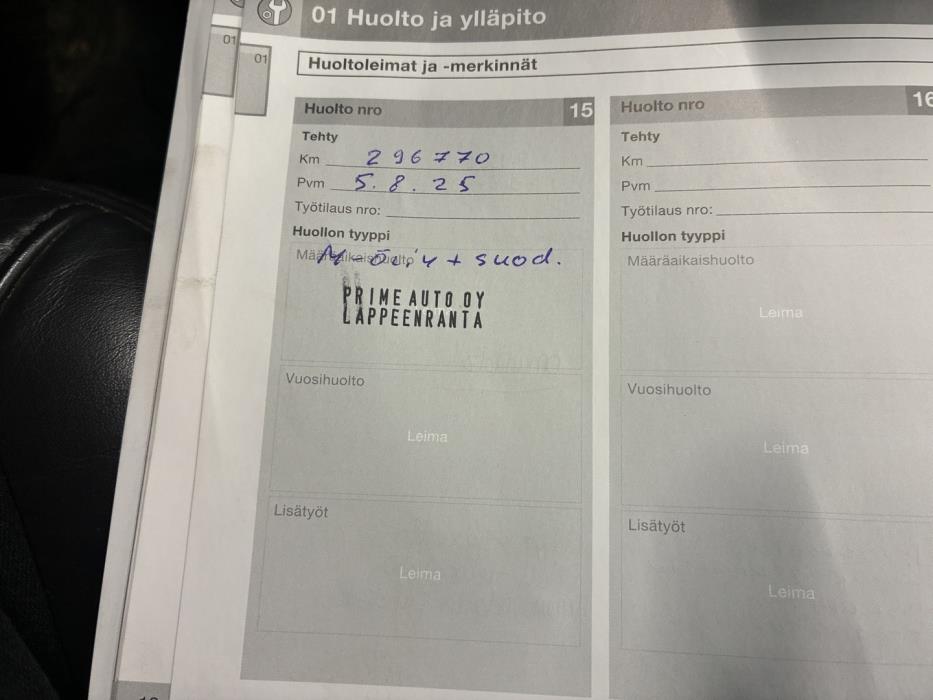 01 Huolto ja ylläpito
01
01
Huoltoleimat ja -merkinnät
Huolto nro 15
Tehty
Km 296770
Pvm 5.8.25
Työtilaus nro:
Huollon tyyppi
Määräaikaishuolto
M-öljy + suod.
PRIME AUTO OY
LAPPEENRANTA
Vuosihuolto
Leima
Lisätyöt
Leima
Huolto nro 16
Tehty
Km
Pvm
Työtilaus nro:
Huollon tyyppi
Määräaikaishuolto
Leima
Vuosihuolto
Leima
Lisätyöt
Leima